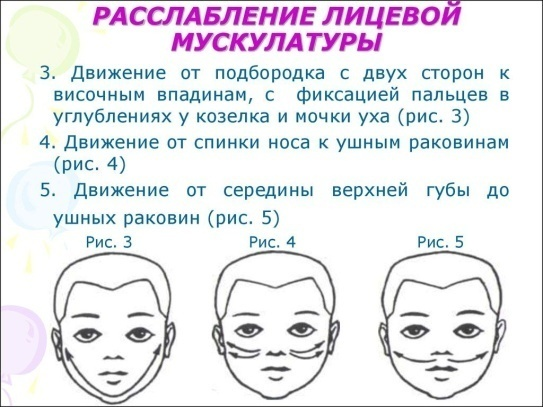 РАССЛАБЛЕНИЕ ЛИЦЕВОЙ
МУСКУЛАТУРЫ
3. Движение от подбородка с двух сторон к
височным впадинам, с фиксацией пальцев в
углублениях у козелка и мочки уха (рис. 3)
4. Движение от спинки носа к ушным раковинам
(рис. 4)
5. Движение от середины верхней губы до
ушных раковин (рис. 5)
Рис. 3 Рис. 4 Рис. 5